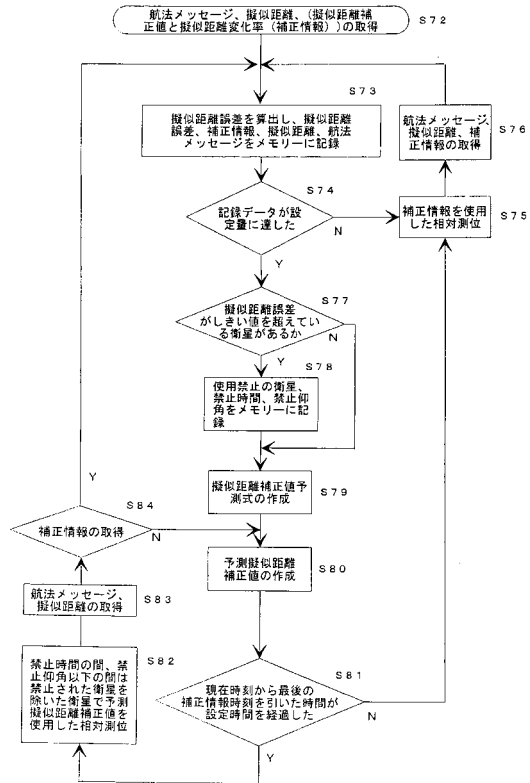 航法メッセージ、擬似距離、(擬似距離補
正値と擬似距離変化率(補正情報))の取得
S72
S73
擬似距離誤差を算出し、擬似距離
誤差、補正情報、擬似距離、航法
メッセージをメモリーに記録
航法メッセージ、
擬似距離、補
正情報の取得
S76
S74
記録データが設
定量に達した
N
補正情報を使用
した相対測位
S75
Y
S77
擬似距離誤差
がしきい値を超えてい
る衛星があるか
N
Y
S78
使用禁止の衛星、
禁止時間、禁止仰
角をメモリーに記
録
Y
擬似距離補正値予
測式の作成
S79
S84
補正情報の取得
N
予測擬似距離
補正値の作成
S80
航法メッセージ、
擬似距離の取得
S83
S82
禁止時間の間、禁
止仰角以下の間は
禁止された衛星を
除いた衛星で予測
擬似距離補正値を
使用した相対測位
S81
現在時刻から最後の
補正情報時刻を引いた時間が
設定時間を経過した
N
Y